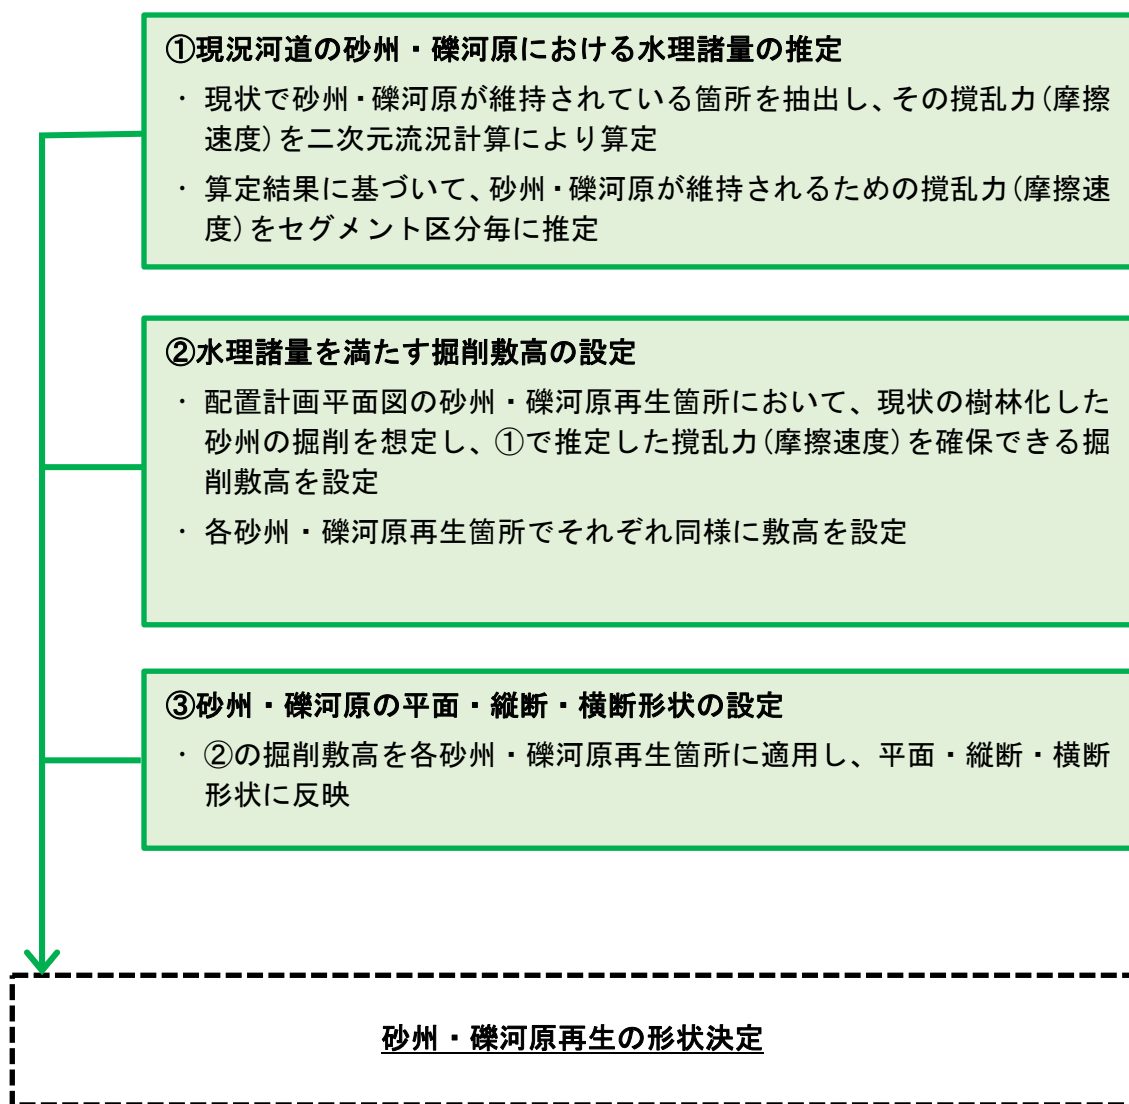 ①現況河道の砂州・礫河原における水理諸量の推定
・ 現状で砂州・礫河原が維持されている箇所を抽出し、その撹乱力(摩擦
速度)を二次元流況計算により算定
・ 算定結果に基づいて、砂州・礫河原が維持されるための撹乱力(摩擦速
度)をセグメント区分毎に推定
②水理諸量を満たす掘削敷高の設定
・ 配置計画平面図の砂州・礫河原再生箇所において、現状の樹林化した
砂州の掘削を想定し、①で推定した撹乱力(摩擦速度)を確保できる掘
削敷高を設定
・ 各砂州・礫河原再生箇所でそれぞれ同様に敷高を設定
③砂州・礫河原の平面・縦断・横断形状の設定
・ ②の掘削敷高を各砂州・礫河原再生箇所に適用し、平面・縦断・横断
形状に反映
砂州・礫河原再生の形状決定